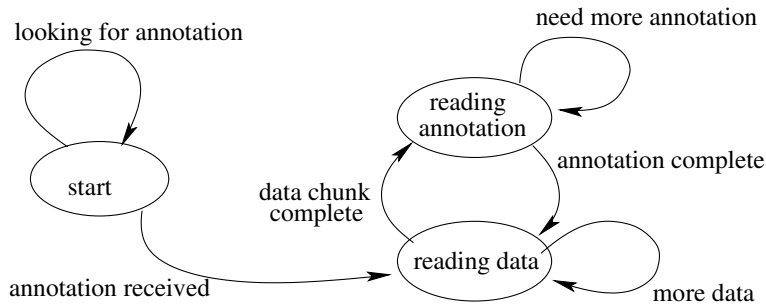 looking for annotation
need more annotation
reading
annotation
start
annotation complete
data chunk
complete
reading data
annotation received
more data